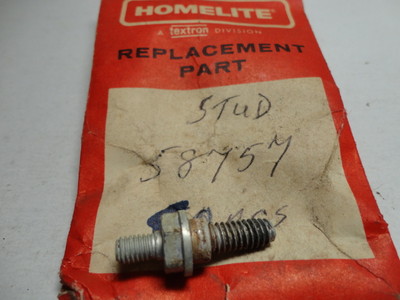 HOMELITE
A textron DIVISION
REPLACEMENT
PART
STUD
58757